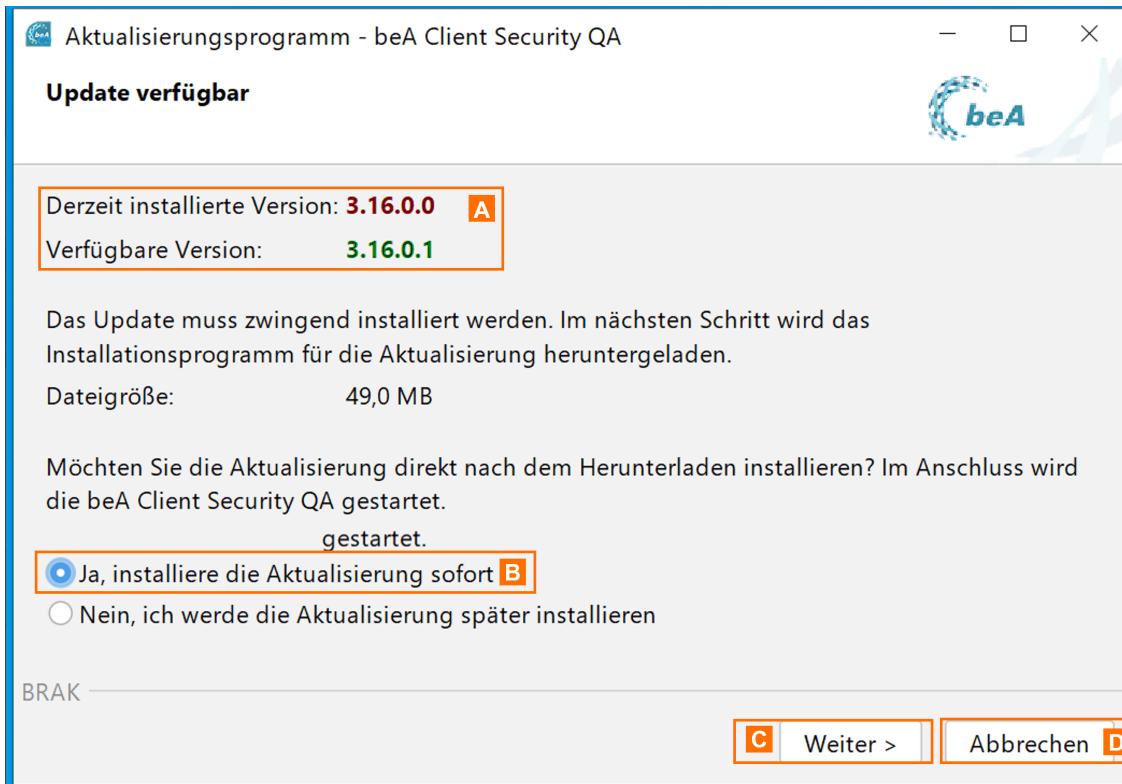 Aktualisierungsprogramm - beA Client Security QA
Update verfügbar
beA
Derzeit installierte Version: 3.16.0.0 A
Verfügbare Version: 3.16.0.1
Das Update muss zwingend installiert werden. Im nächsten Schritt wird das
Installationsprogramm für die Aktualisierung heruntergeladen.
Dateigröße: 49,0 MB
Möchten Sie die Aktualisierung direkt nach dem Herunterladen installieren? Im Anschluss wird
die beA Client Security QA gestartet.
gestartet.
Ja, installiere die Aktualisierung sofort B
Nein, ich werde die Aktualisierung später installieren
BRAK
C Weiter > Abbrechen D